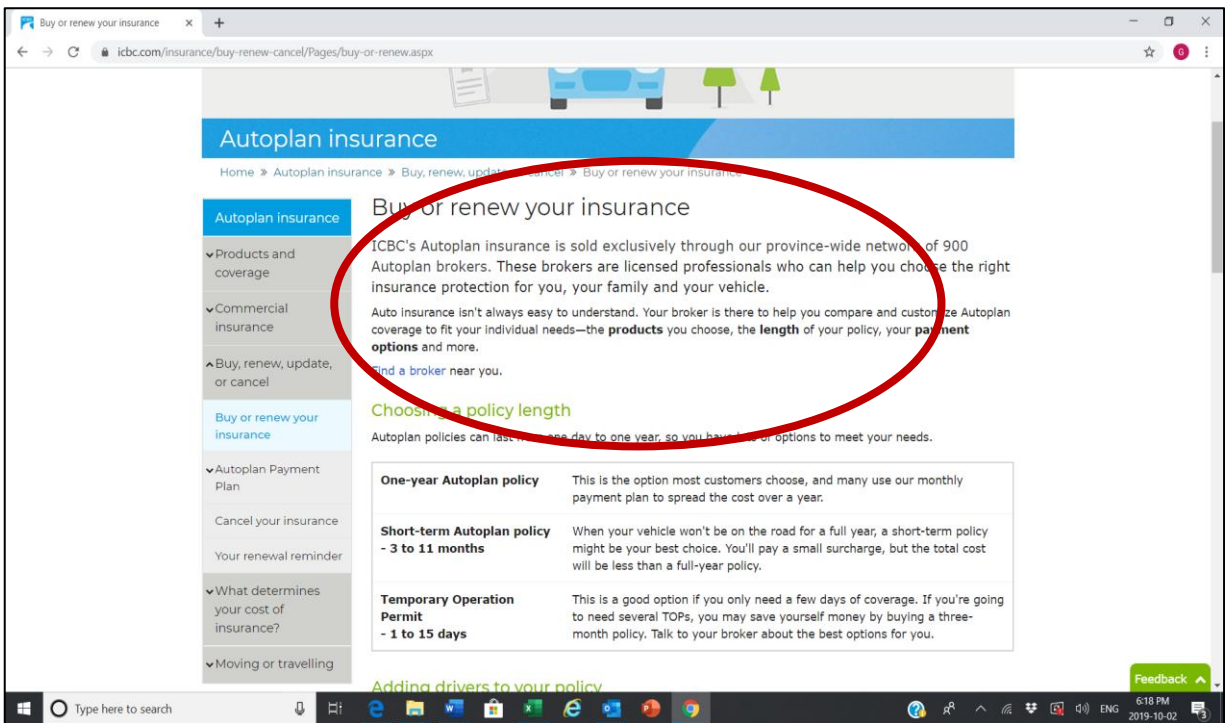 Buy or renew your insurance
icbc.com/insurance/buy-renew-cancel/Pages/buy-or-renew.aspx
G
Autoplan insurance
Home » Autoplan insurance » Buy, renew, update, cancel » Buy or renew your insurance
Autoplan insurance
Products and
coverage
Commercial
insurance
Buy, renew, update,
or cancel
Buy or renew your
insurance
Autoplan Payment
Plan
Cancel your insurance
Your renewal reminder
What determines
your cost of
insurance?
Moving or travelling
Buy or renew your insurance
ICBC's Autoplan insurance is sold exclusively through our province-wide network of 900
Autoplan brokers. These brokers are licensed professionals who can help you choose the right
insurance protection for you, your family and your vehicle.
Auto insurance isn't always easy to understand. Your broker is there to help you compare and customize Autoplan
coverage to fit your individual needs—the products you choose, the length of your policy, your payment
options and more.
Find a broker near you.
Choosing a policy length
Autoplan policies can last from one day to one year, so you have lots of options to meet your needs.
One-year Autoplan policy
This is the option most customers choose, and many use our monthly
payment plan to spread the cost over a year.
Short-term Autoplan policy
- 3 to 11 months
When your vehicle won't be on the road for a full year, a short-term policy
might be your best choice. You'll pay a small surcharge, but the total cost
will be less than a full-year policy.
Temporary Operation
Permit
- 1 to 15 days
This is a good option if you only need a few days of coverage. If you're going
to need several TOPs, you may save yourself money by buying a three-
month policy. Talk to your broker about the best options for you.
Adding drivers to your policy
Feedback
Type here to search
ENG
6:18 PM
2019-10-02
3